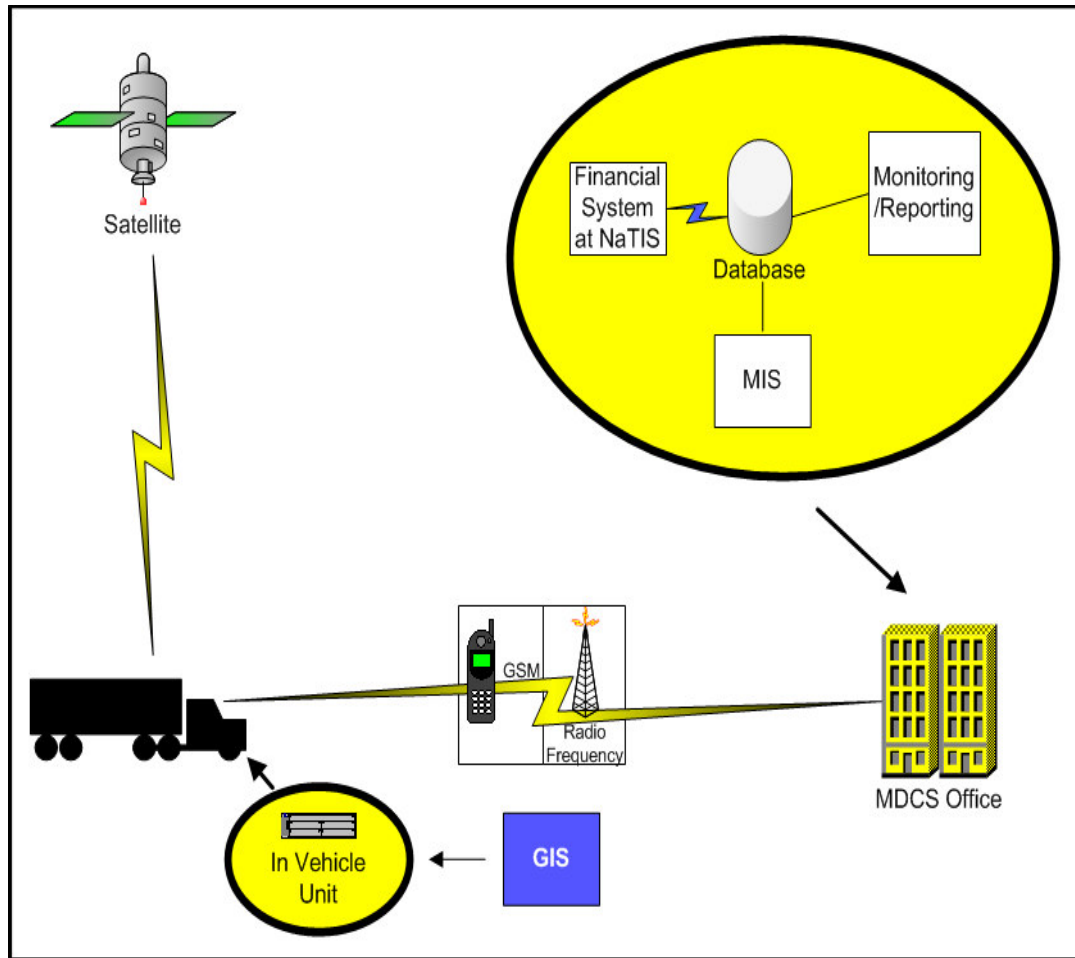 Satellite
Financial
System
at NaTIS
Database
Monitoring
/Reporting
MIS
GSM
Radio
Frequency
MDCS Office
In Vehicle
Unit
GIS